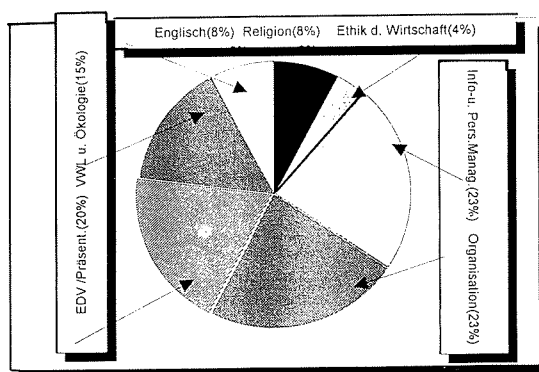 Englisch(8%) Religion(8%) Ethik d. Wirtschaft(4%)
EDV /Präsent.(20%) VWL u. Ökologie(15%)
Info-u. Pers.Manag.(23%) Organisation(23%)